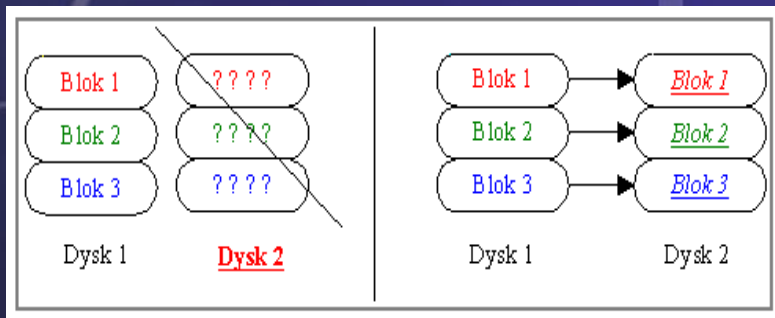 Blok 1 ? ? ? ? Blok 1 Blok 1
Blok 2 ? ? ? ? Blok 2 Blok 2
Blok 3 ? ? ? ? Blok 3 Blok 3
Dysk 1 Dysk 2 Dysk 1 Dysk 2